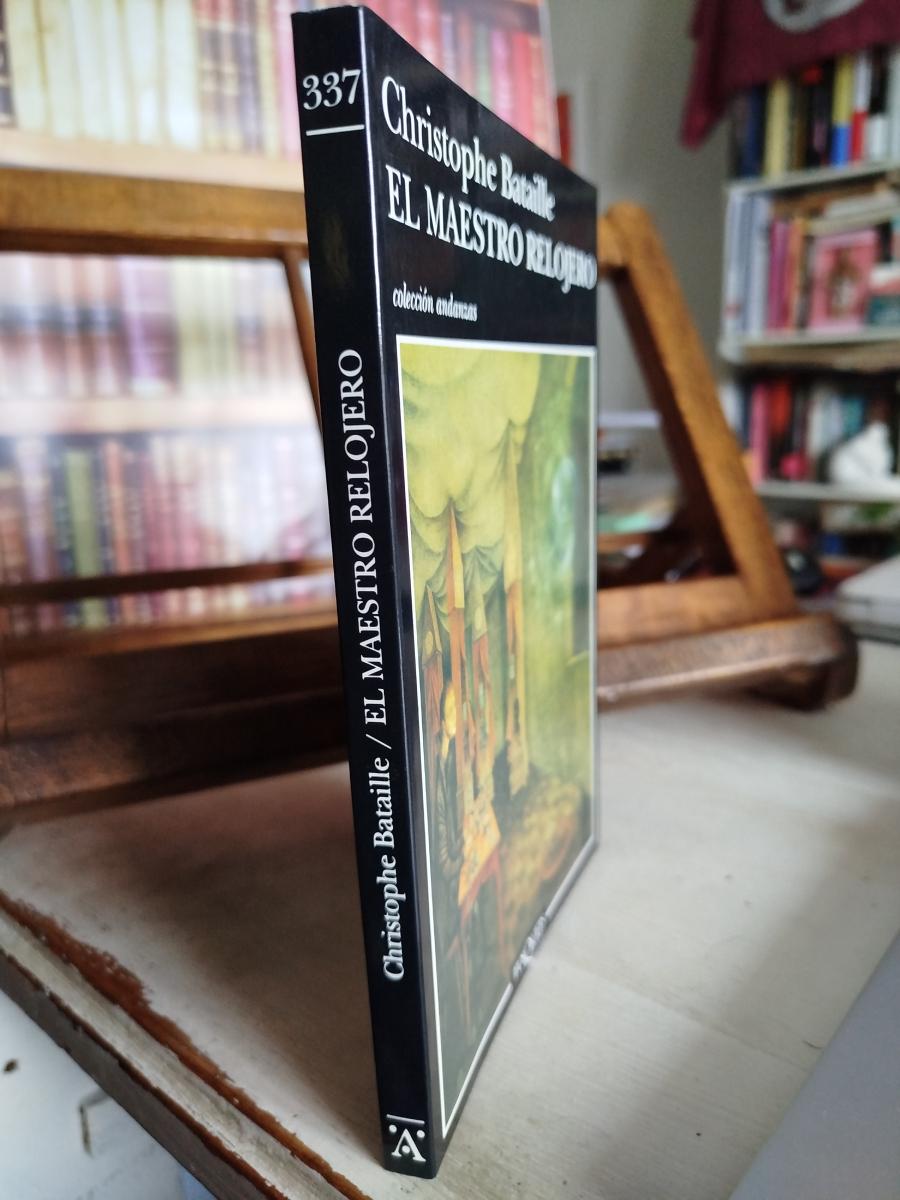 337
Christophe Bataille / EL MAESTRO RELOJERO
A
Christophe Bataille
EL MAESTRO RELOJERO
colección andanzas